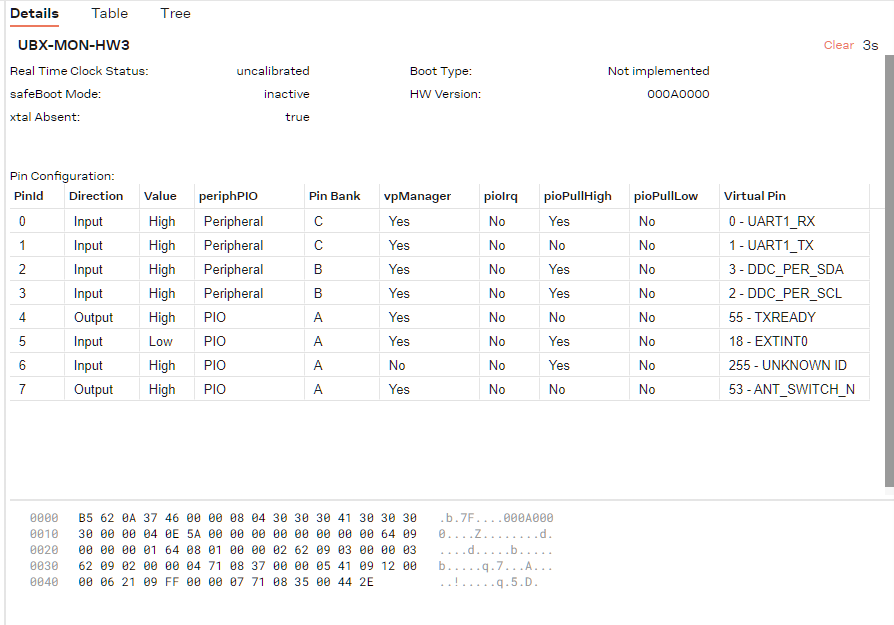 Details Table Tree
UBX-MON-HW3 Clear 3s
Real Time Clock Status: uncalibrated Boot Type: Not implemented
safeBoot Mode: inactive HW Version: 000A0000
xtal Absent: true
Pin Configuration:
PinId Direction Value periphPIO Pin Bank vpManager pioIrq pioPullHigh pioPullLow Virtual Pin
0 Input High Peripheral C Yes No Yes No 0 - UART1_RX
1 Input High Peripheral C Yes No No No 1 - UART1_TX
2 Input High Peripheral B Yes No Yes No 3 - DDC_PER_SDA
3 Input High Peripheral B Yes No Yes No 2 - DDC_PER_SCL
4 Output High PIO A Yes No No No 55 - TXREADY
5 Input Low PIO A Yes No Yes No 18 - EXTINT0
6 Input High PIO A No No Yes No 255 - UNKNOWN ID
7 Output High PIO A Yes No No No 53 - ANT_SWITCH_N
0000 B5 62 0A 37 46 00 00 08 04 30 30 30 41 30 30 30 .b.7F....000A000
0010 30 00 00 04 0E 5A 00 00 00 00 00 00 00 00 64 09 0....Z........d.
0020 00 00 00 01 64 08 01 00 00 02 62 09 03 00 00 03 ....d.....b.....
0030 62 09 02 00 00 04 71 08 37 00 00 05 41 09 12 00 b.....q.7...A...
0040 00 06 21 09 FF 00 00 07 71 08 35 00 44 2E ..!.....q.5.D.